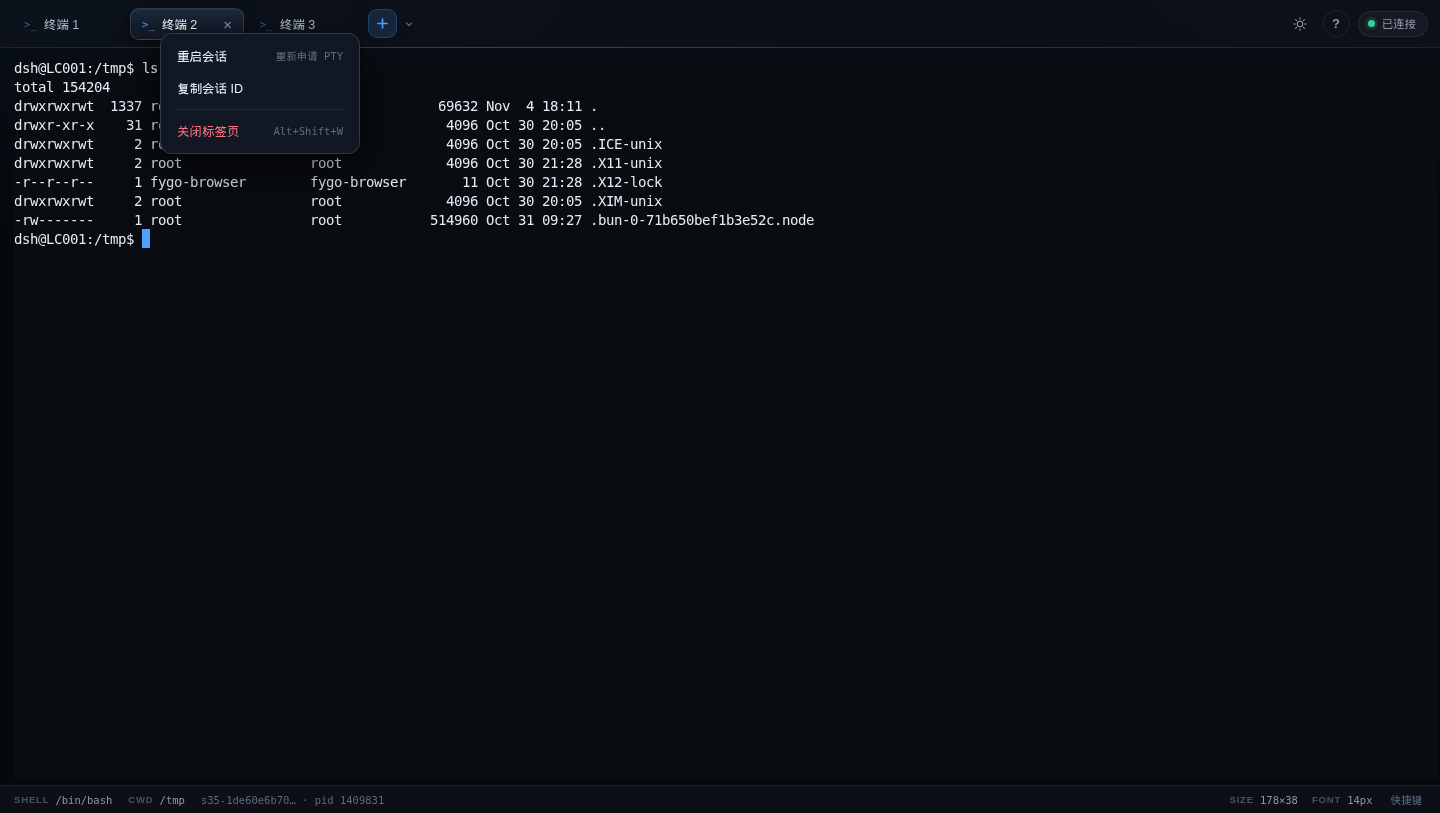 >_ 终端 1 >_ 终端 2 × >_ 终端 3 + ? 已连接
重启会话 重新申请 PTY
复制会话 ID
关闭标签页 Alt+Shift+W
dsh@LC001:/tmp$ ls
total 154204
drwxrwxrwt  1337 r 69632 Nov  4 18:11 .
drwxr-xr-x    31 r 4096 Oct 30 20:05 ..
drwxrwxrwt     2 r 4096 Oct 30 20:05 .ICE-unix
drwxrwxrwt     2 root                root             4096 Oct 30 21:28 .X11-unix
-r--r--r--     1 fygo-browser        fygo-browser       11 Oct 30 21:28 .X12-lock
drwxrwxrwt     2 root                root             4096 Oct 30 20:05 .XIM-unix
-rw-------     1 root                root           514960 Oct 31 09:27 .bun-0-71b650bef1b3e52c.node
dsh@LC001:/tmp$
SHELL /bin/bash CWD /tmp s35-1de60e6b70… · pid 1409831 SIZE 178×38 FONT 14px 快捷键